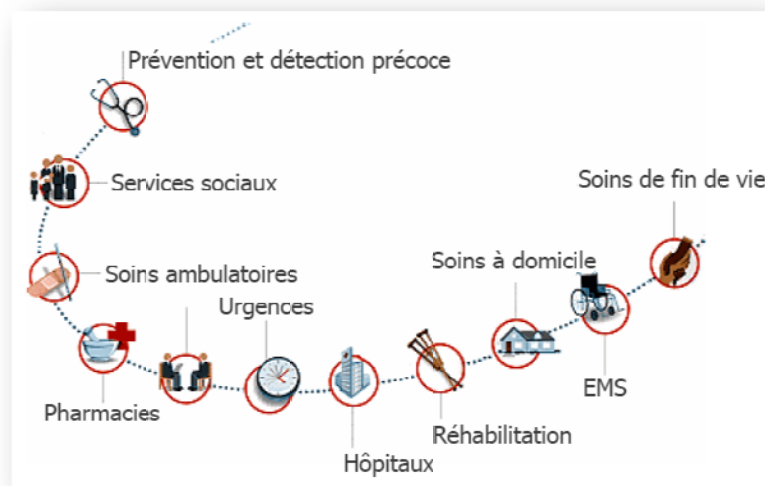 Prévention et détection précoce
Services sociaux
Soins de fin de vie
Soins à domicile
Soins ambulatoires
Urgences
EMS
Pharmacies
Réhabilitation
Hôpitaux